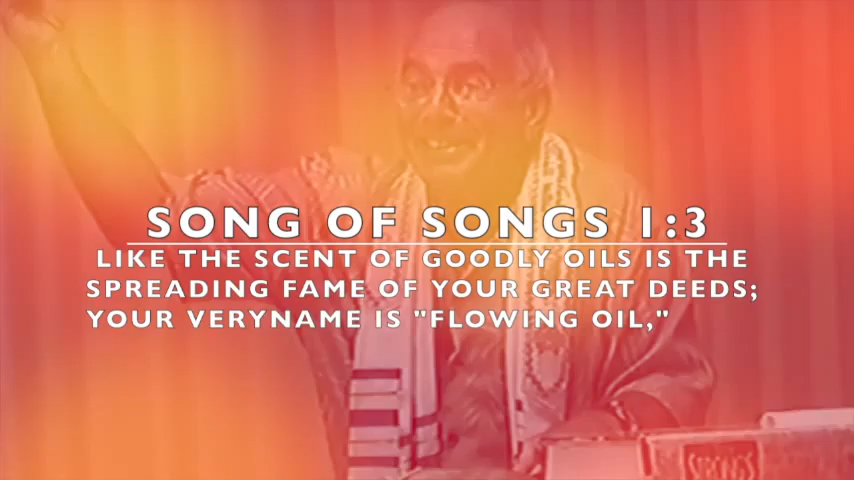 SONG OF SONGS 1:3
LIKE THE SCENT OF GOODLY OILS IS THE
SPREADING FAME OF YOUR GREAT DEEDS;
YOUR VERYNAME IS "FLOWING OIL,"
STRONG'S